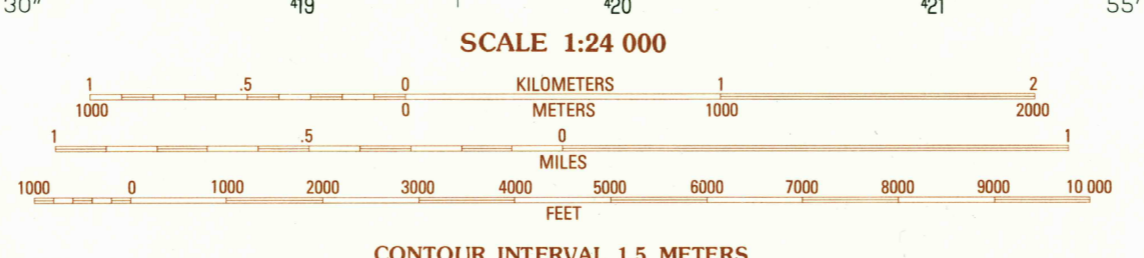 30″ ⁴19 ⁴20 ⁴21 55′
SCALE 1:24 000
1 .5 0 KILOMETERS 1 2
1000 0 METERS 1000 2000
1 .5 0 1
MILES
1000 0 1000 2000 3000 4000 5000 6000 7000 8000 9000 10 000
FEET
CONTOUR INTERVAL 1.5 METERS